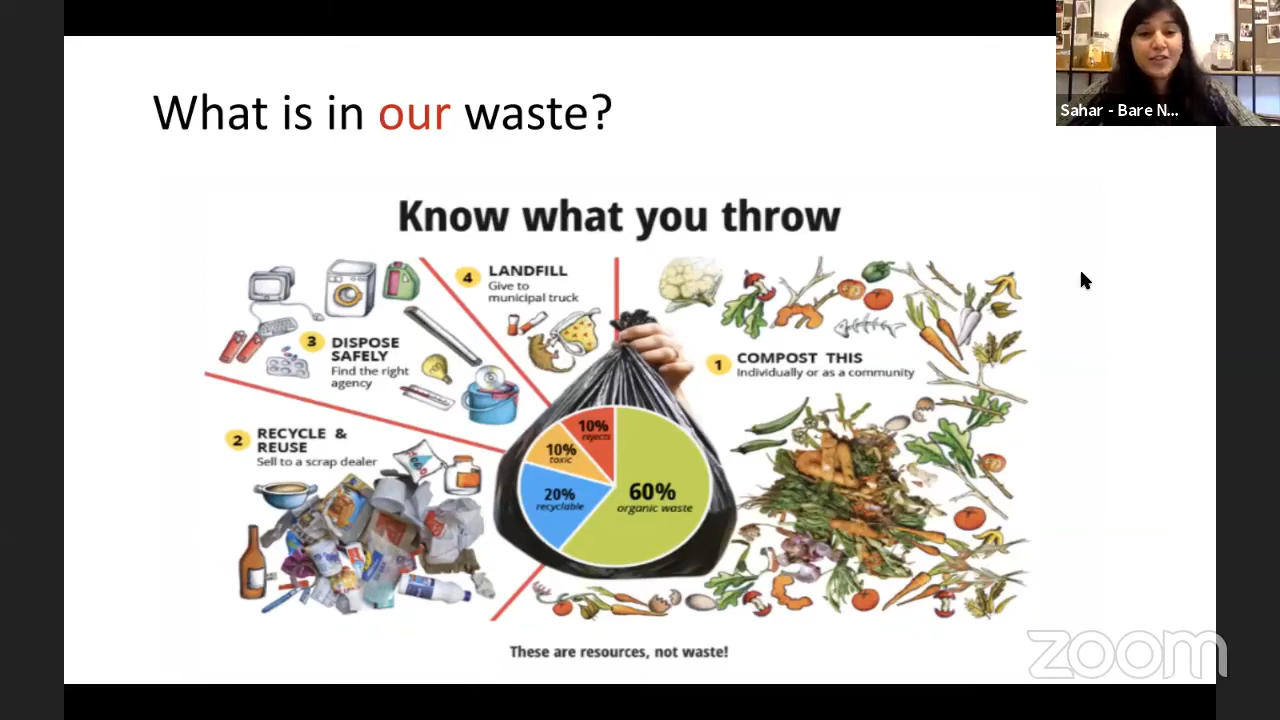 Sahar - Bare N...
What is in our waste?
Know what you throw
4
LANDFILL
Give to
municipal truck
3
DISPOSE
SAFELY
Find the right
agency
1
COMPOST THIS
Individually or as a community
2
RECYCLE &
REUSE
Sell to a scrap dealer
10%
rejects
10%
toxic
20%
recyclable
60%
organic waste
These are resources, not waste!
zoom